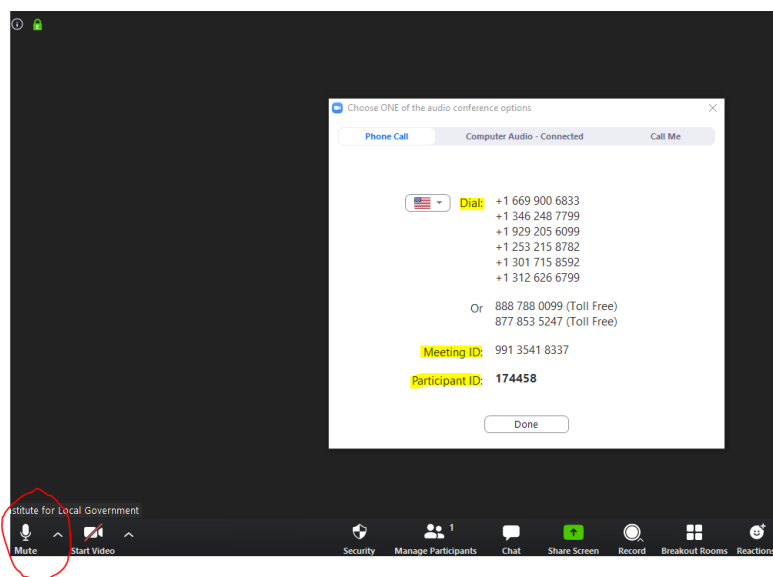 Choose ONE of the audio conference options
Phone Call Computer Audio - Connected Call Me
Dial: +1 669 900 6833
+1 346 248 7799
+1 929 205 6099
+1 253 215 8782
+1 301 715 8592
+1 312 626 6799
Or 888 788 0099 (Toll Free)
877 853 5247 (Toll Free)
Meeting ID: 991 3541 8337
Participant ID: 174458
Done
stitute for Local Government
1
Mute Start Video Security Manage Participants Chat Share Screen Record Breakout Rooms Reactions